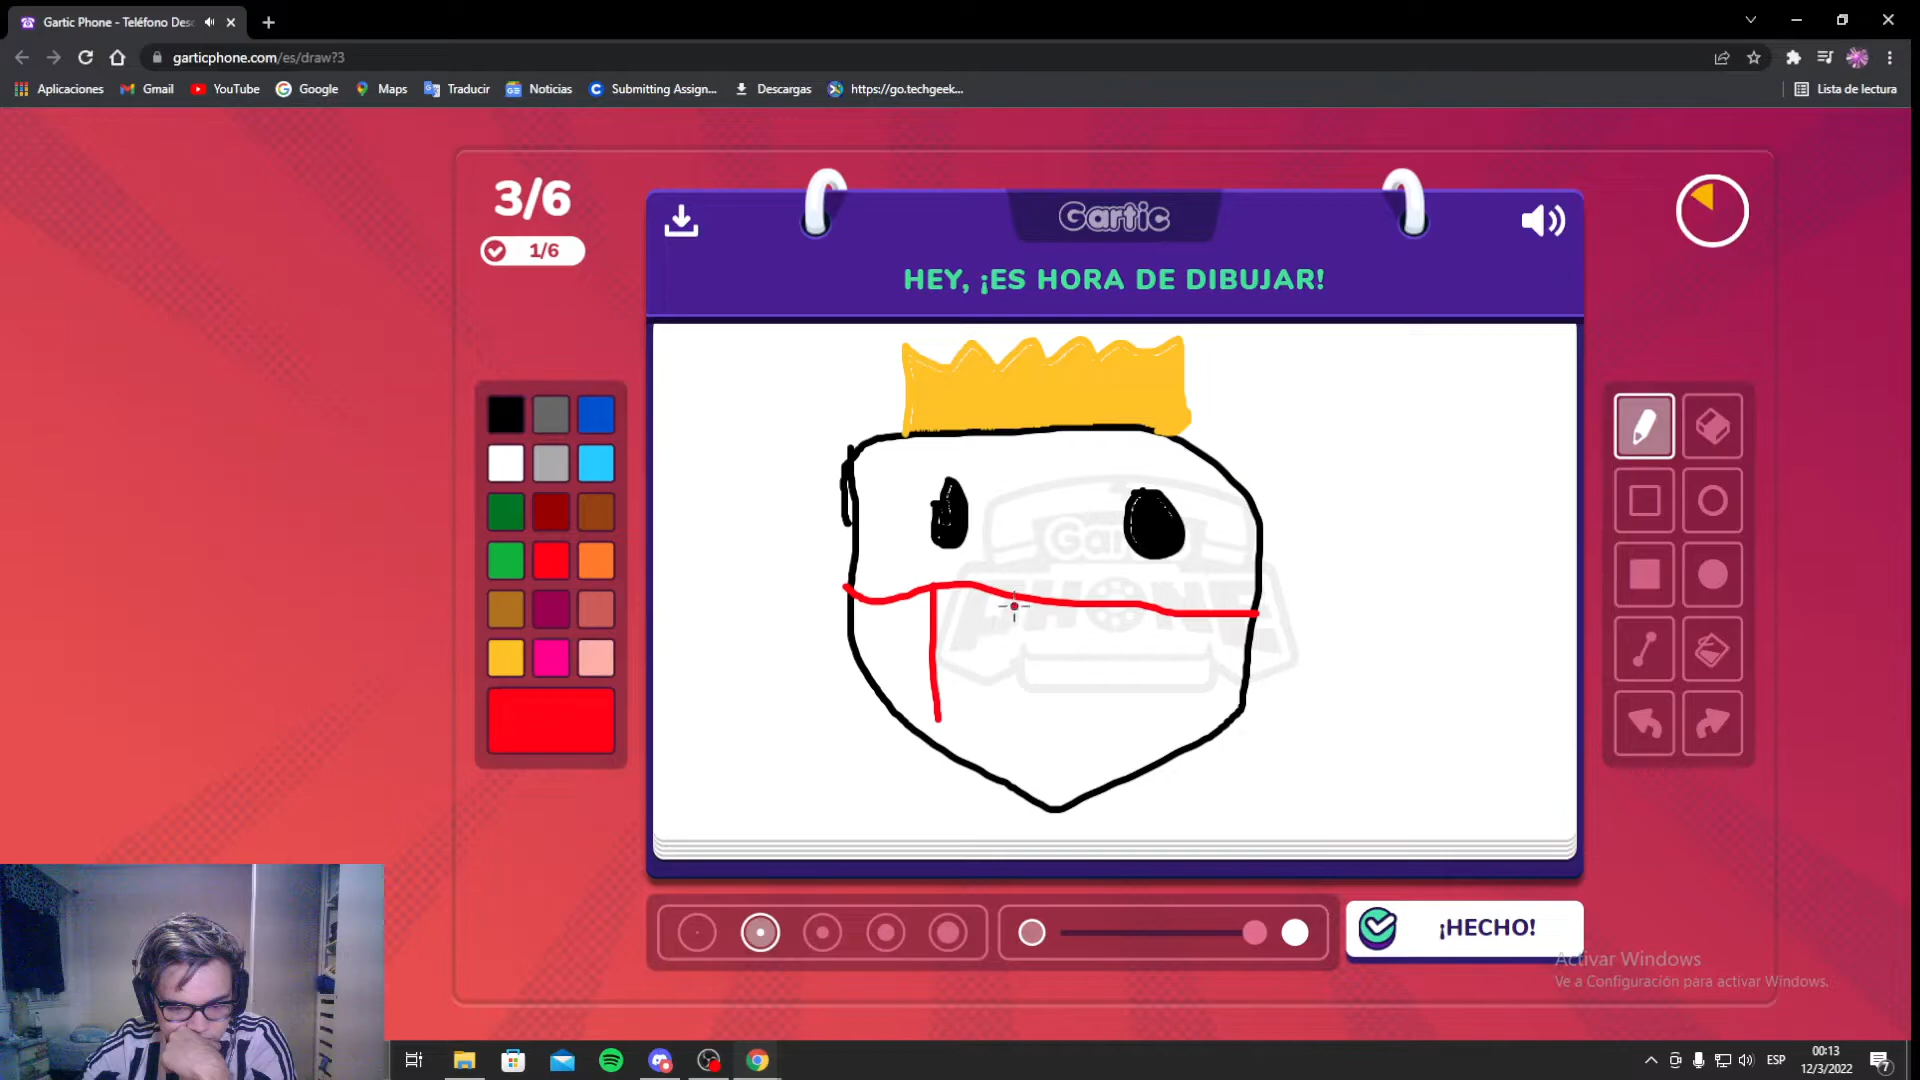 Gartic Phone - Teléfono Des
garticphone.com/es/draw?3
Aplicaciones
Gmail
YouTube
Google
Maps
Traducir
Noticias
Submitting Assign...
Descargas
https://go.techgeek...
Lista de lectura
3/6
1/6
Gartic
HEY, ¡ES HORA DE DIBUJAR!
PHONE
¡HECHO!
Activar Windows
Ve a Configuración para activar Windows.
ESP
00:13
12/3/2022
7